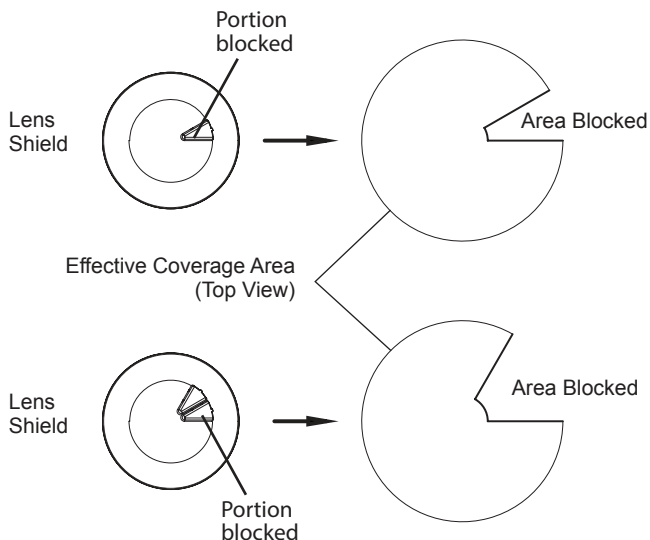 Portion
blocked
Lens
Shield
Area Blocked
Effective Coverage Area
(Top View)
Lens
Shield
Area Blocked
Portion
blocked